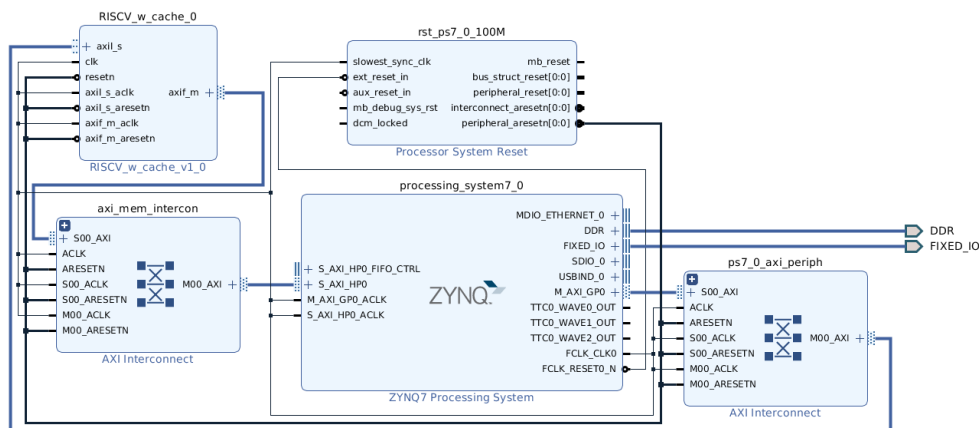 RISCV_w_cache_0
axil_s
clk
resetn
axil_s_aclk
axil_s_aresetn
axif_m_aclk
axif_m_aresetn
axif_m
RISCV_w_cache_v1_0
rst_ps7_0_100M
slowest_sync_clk
ext_reset_in
aux_reset_in
mb_debug_sys_rst
dcm_locked
mb_reset
bus_struct_reset[0:0]
peripheral_reset[0:0]
interconnect_aresetn[0:0]
peripheral_aresetn[0:0]
Processor System Reset
axi_mem_intercon
S00_AXI
ACLK
ARESETN
S00_ACLK
S00_ARESETN
M00_ACLK
M00_ARESETN
M00_AXI
AXI Interconnect
processing_system7_0
S_AXI_HP0_FIFO_CTRL
S_AXI_HP0
M_AXI_GP0_ACLK
S_AXI_HP0_ACLK
ZYNQ
MDIO_ETHERNET_0
DDR
FIXED_IO
SDIO_0
USBIND_0
M_AXI_GP0
TTC0_WAVE0_OUT
TTC0_WAVE1_OUT
TTC0_WAVE2_OUT
FCLK_CLK0
FCLK_RESET0_N
ZYNQ7 Processing System
DDR
FIXED_IO
ps7_0_axi_periph
S00_AXI
ACLK
ARESETN
S00_ACLK
S00_ARESETN
M00_ACLK
M00_ARESETN
M00_AXI
AXI Interconnect